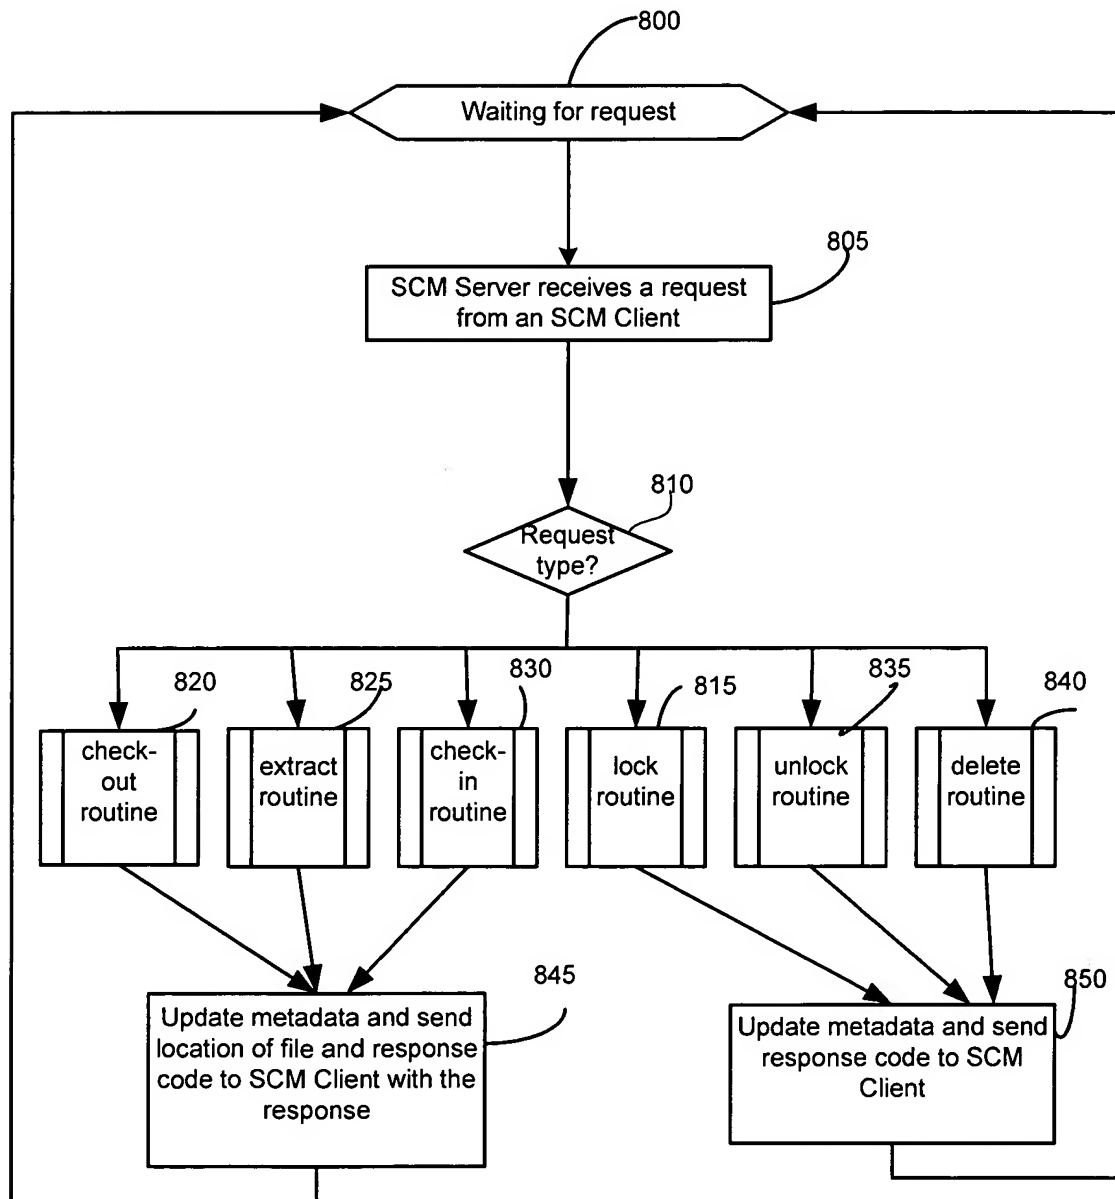 800
Waiting for request
805
SCM Server receives a request
from an SCM Client
810
Request
type?
820
825
830
815
835
840
check-
out
routine
extract
routine
check-
in
routine
lock
routine
unlock
routine
delete
routine
845
Update metadata and send
location of file and response
code to SCM Client with the
response
850
Update metadata and send
response code to SCM
Client